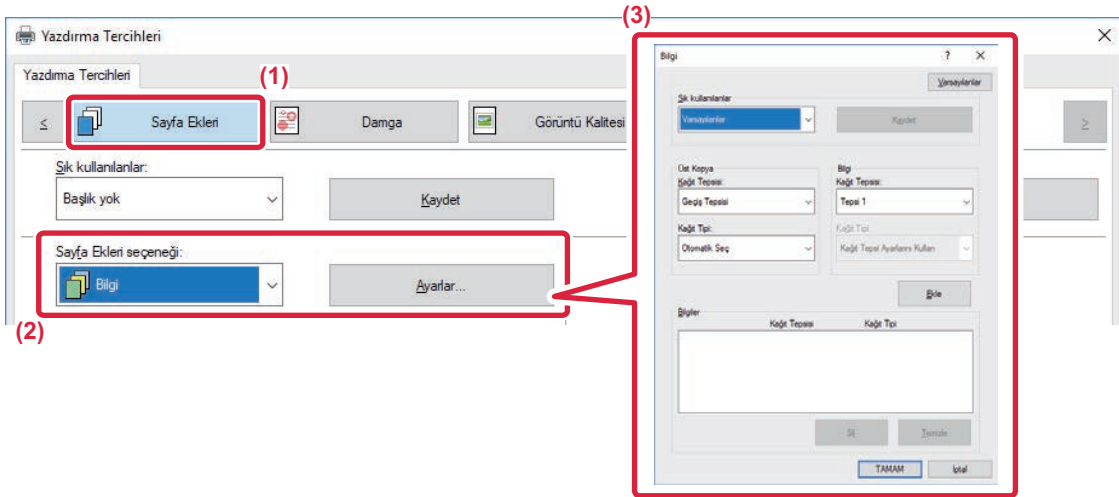 (3)
Yazdırma Tercihleri
Yazdırma Tercihleri
(1)
<
Sayfa Ekleri
Damga
Görüntü Kalitesi
>
Sık kullanılanlar:
Başlık yok
Kaydet
Sayfa Ekleri seçeneği:
Bilgi
Ayarlar...
(2)
Bilgi
?
Varsayılanlar
Sık kullanılanlar
Varsayılanlar
Kaydet
Üst Kopya
Kağıt Tepsisi:
Geçiş Tepsisi
Kağıt Tipi:
Otomatik Seç
Bilgi
Kağıt Tepsisi:
Tepsi 1
Kağıt Tipi:
Kağıt Tepsi Ayarlarını Kullan
Ekle
Bilgiler
Kağıt Tepsisi
Kağıt Tipi
Sil
Temizle
TAMAM
İptal